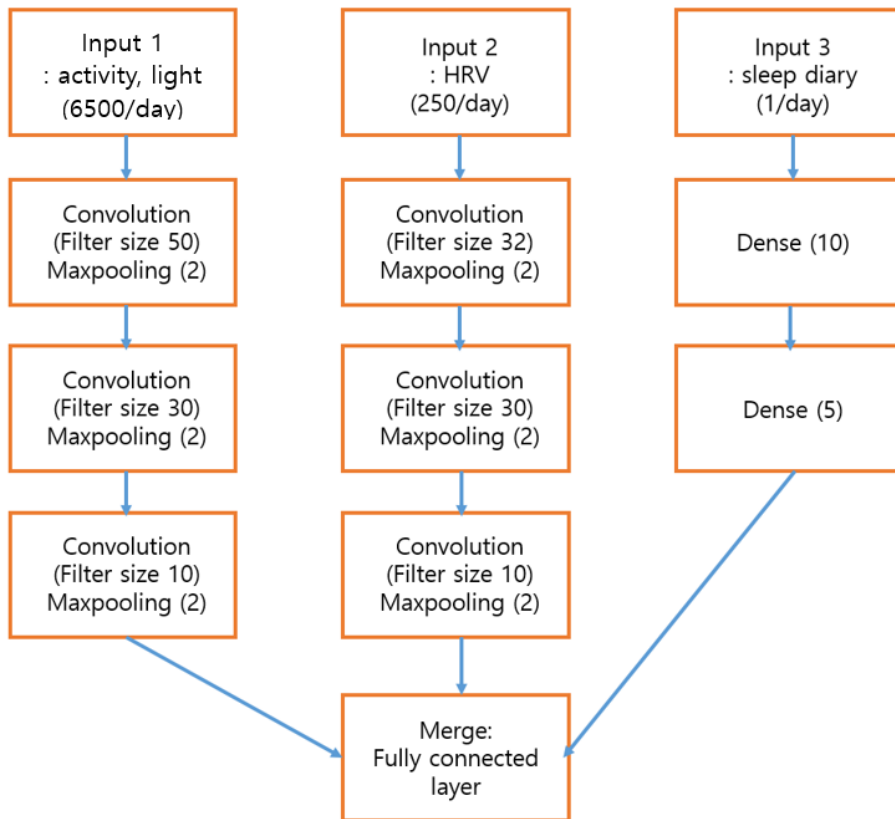 Input 1
: activity, light
(6500/day)
Input 2
: HRV
(250/day)
Input 3
: sleep diary
(1/day)
Convolution
(Filter size 50)
Maxpooling (2)
Convolution
(Filter size 32)
Maxpooling (2)
Dense (10)
Convolution
(Filter size 30)
Maxpooling (2)
Convolution
(Filter size 30)
Maxpooling (2)
Dense (5)
Convolution
(Filter size 10)
Maxpooling (2)
Convolution
(Filter size 10)
Maxpooling (2)
Merge:
Fully connected
layer